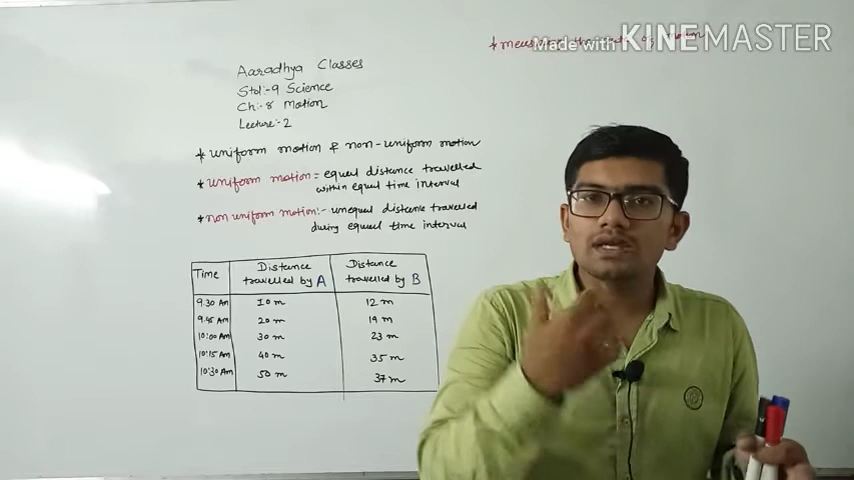 Aaradhya Classes
Std:-9 Science
Ch:-8 Motion
Lecture:-2
* uniform motion & non-uniform motion
* uniform motion = equal distance travelled
within equal time interval
* non uniform motion:- unequal distance travelled
during equal time interval
Time Distance travelled by A Distance travelled by B
9:30 Am 10 m 12 m
9:45 Am 20 m 19 m
10:00 Am 30 m 23 m
10:15 Am 40 m 35 m
10:30 Am 50 m 37 m
Made with KINEMASTER